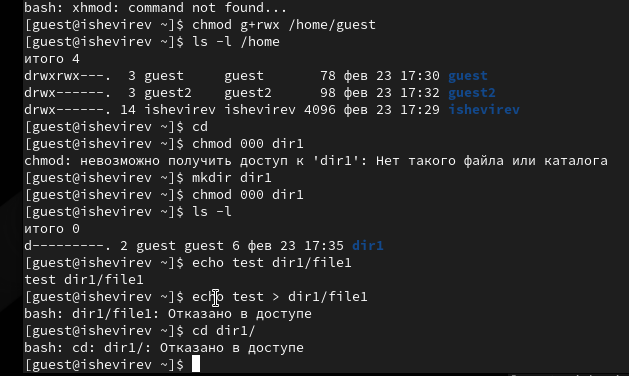 bash: xhmod: command not found...
[guest@ishevirev ~]$ chmod g+rwx /home/guest
[guest@ishevirev ~]$ ls -l /home
итого 4
drwxrwx---.  3 guest     guest       78 фев 23 17:30 guest
drwx------.  3 guest2    guest2      98 фев 23 17:32 guest2
drwx------. 14 ishevirev ishevirev 4096 фев 23 17:29 ishevirev
[guest@ishevirev ~]$ cd
[guest@ishevirev ~]$ chmod 000 dir1
chmod: невозможно получить доступ к 'dir1': Нет такого файла или каталога
[guest@ishevirev ~]$ mkdir dir1
[guest@ishevirev ~]$ chmod 000 dir1
[guest@ishevirev ~]$ ls -l
итого 0
d---------. 2 guest guest 6 фев 23 17:35 dir1
[guest@ishevirev ~]$ echo test dir1/file1
test dir1/file1
[guest@ishevirev ~]$ echo test > dir1/file1
bash: dir1/file1: Отказано в доступе
[guest@ishevirev ~]$ cd dir1/
bash: cd: dir1/: Отказано в доступе
[guest@ishevirev ~]$